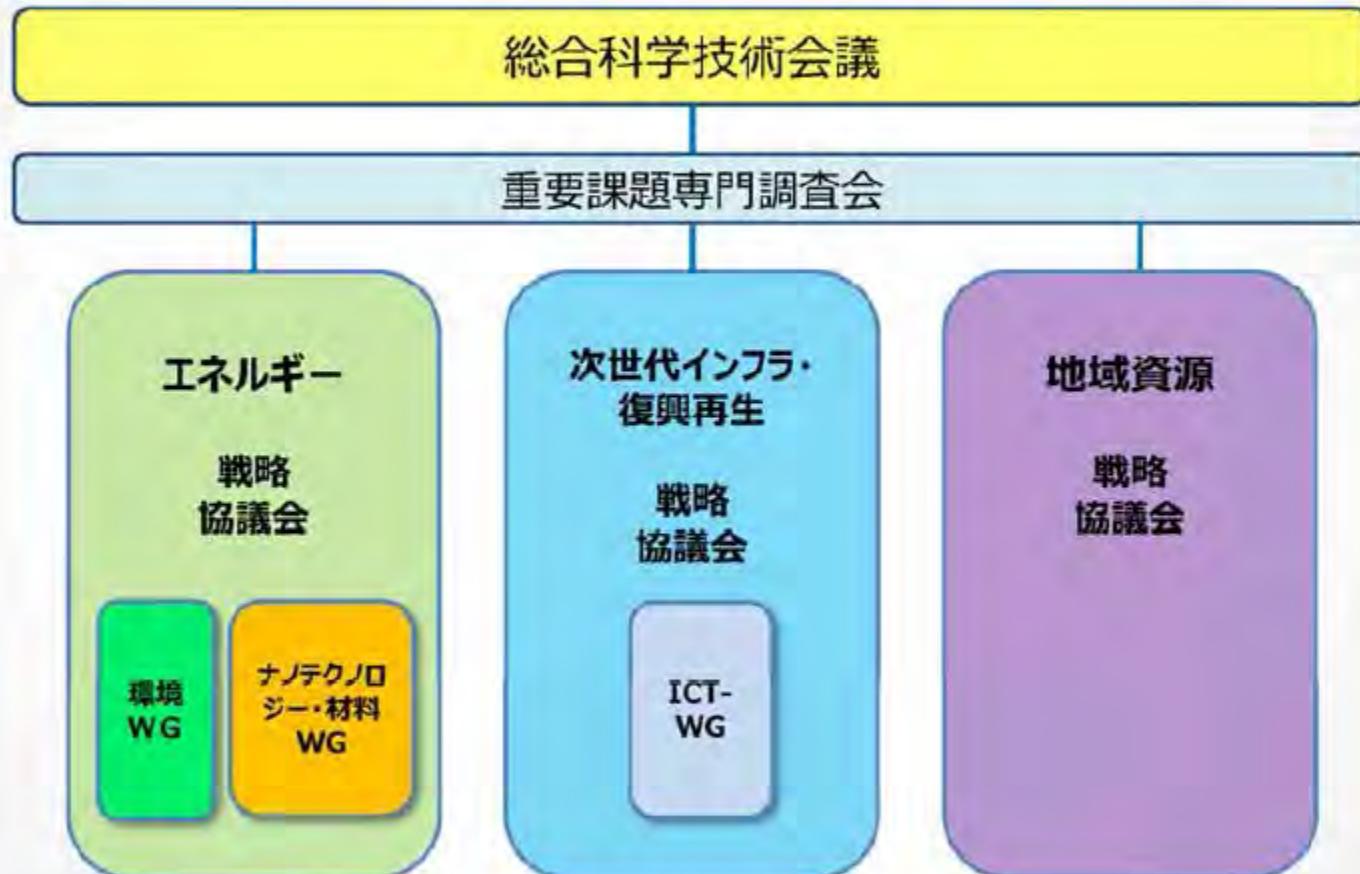 総合科学技術会議
重要課題専門調査会
エネルギー
戦略
協議会
環境
WG
ナノテクノロ
ジー・材料
WG
次世代インフラ・
復興再生
戦略
協議会
ICT-
WG
地域資源
戦略
協議会